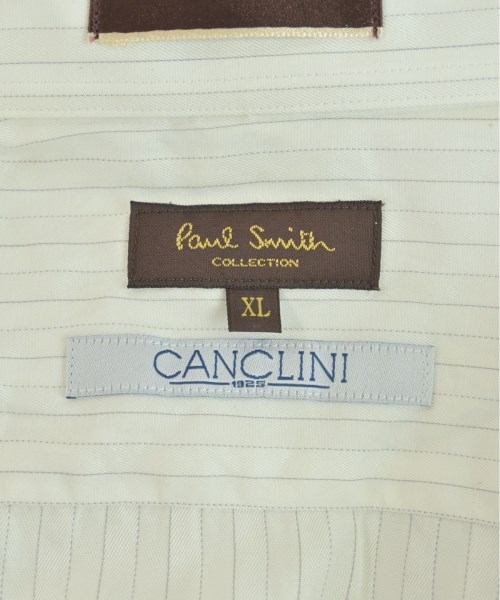 Paul Smith
COLLECTION
XL
CANCLINI
1925